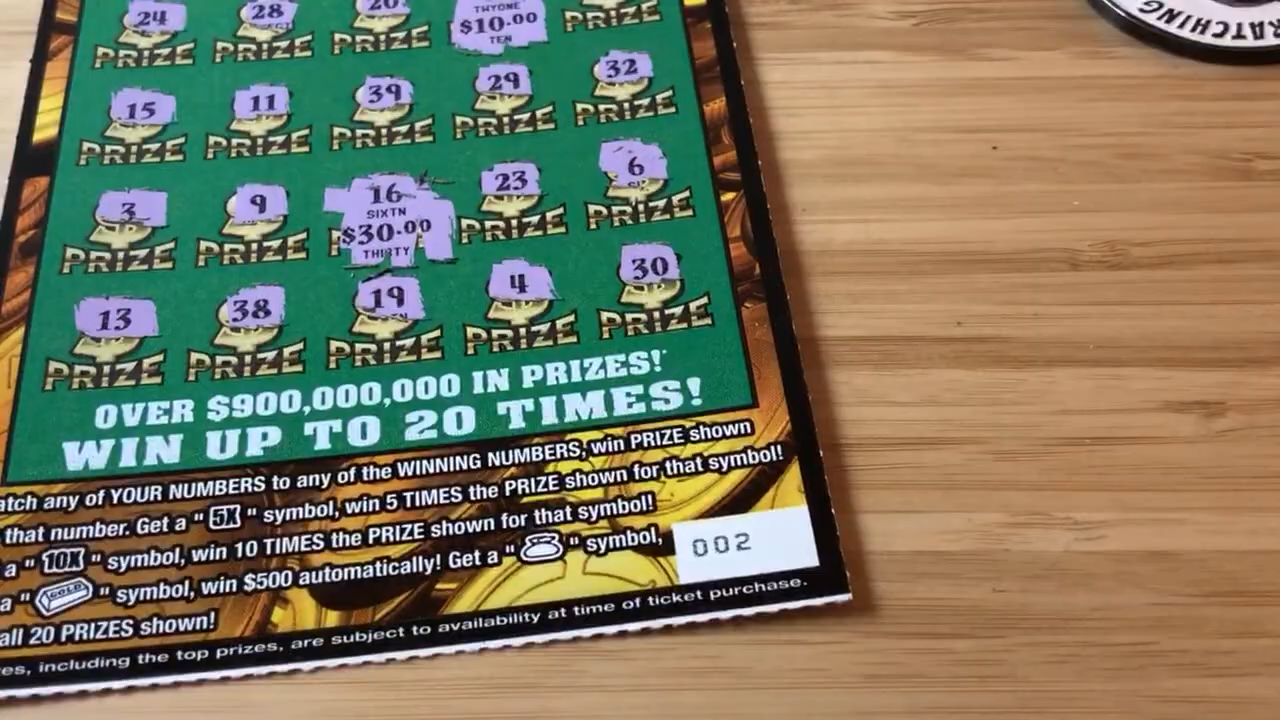 24 28 20 THYONE
$10.00
TEN
PRIZE PRIZE PRIZE PRIZE
15 11 39 29 32
PRIZE PRIZE PRIZE PRIZE PRIZE
3 9 16 23 6
SIXTN
$30.00
THIRTY
PRIZE PRIZE PRIZE PRIZE
13 38 19 4 30
PRIZE PRIZE PRIZE PRIZE PRIZE
OVER $900,000,000 IN PRIZES!*
WIN UP TO 20 TIMES!
atch any of YOUR NUMBERS to any of the WINNING NUMBERS, win PRIZE shown
that number. Get a "5X" symbol, win 5 TIMES the PRIZE shown for that symbol!
a "10X" symbol, win 10 TIMES the PRIZE shown for that symbol!
a "GOLD" symbol, win $500 automatically! Get a " " symbol,
all 20 PRIZES shown!
es, including the top prizes, are subject to availability at time of ticket purchase.
002
RATCHING